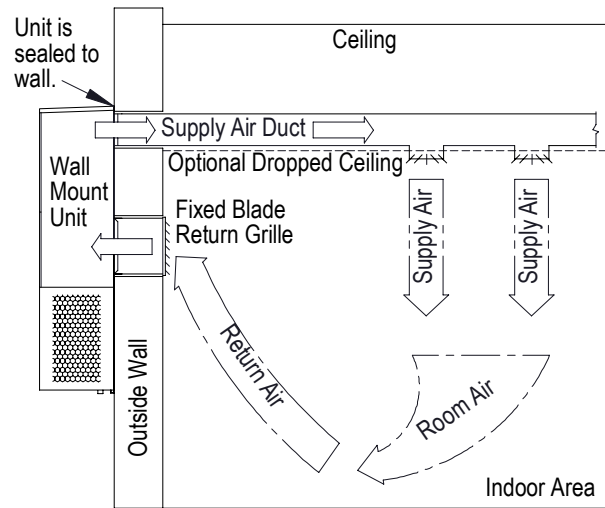 Unit is
sealed to
wall.
Ceiling
Supply Air Duct
Optional Dropped Ceiling
Wall
Mount
Unit
Fixed Blade
Return Grille
Supply Air
Supply Air
Return Air
Room Air
Outside Wall
Indoor Area